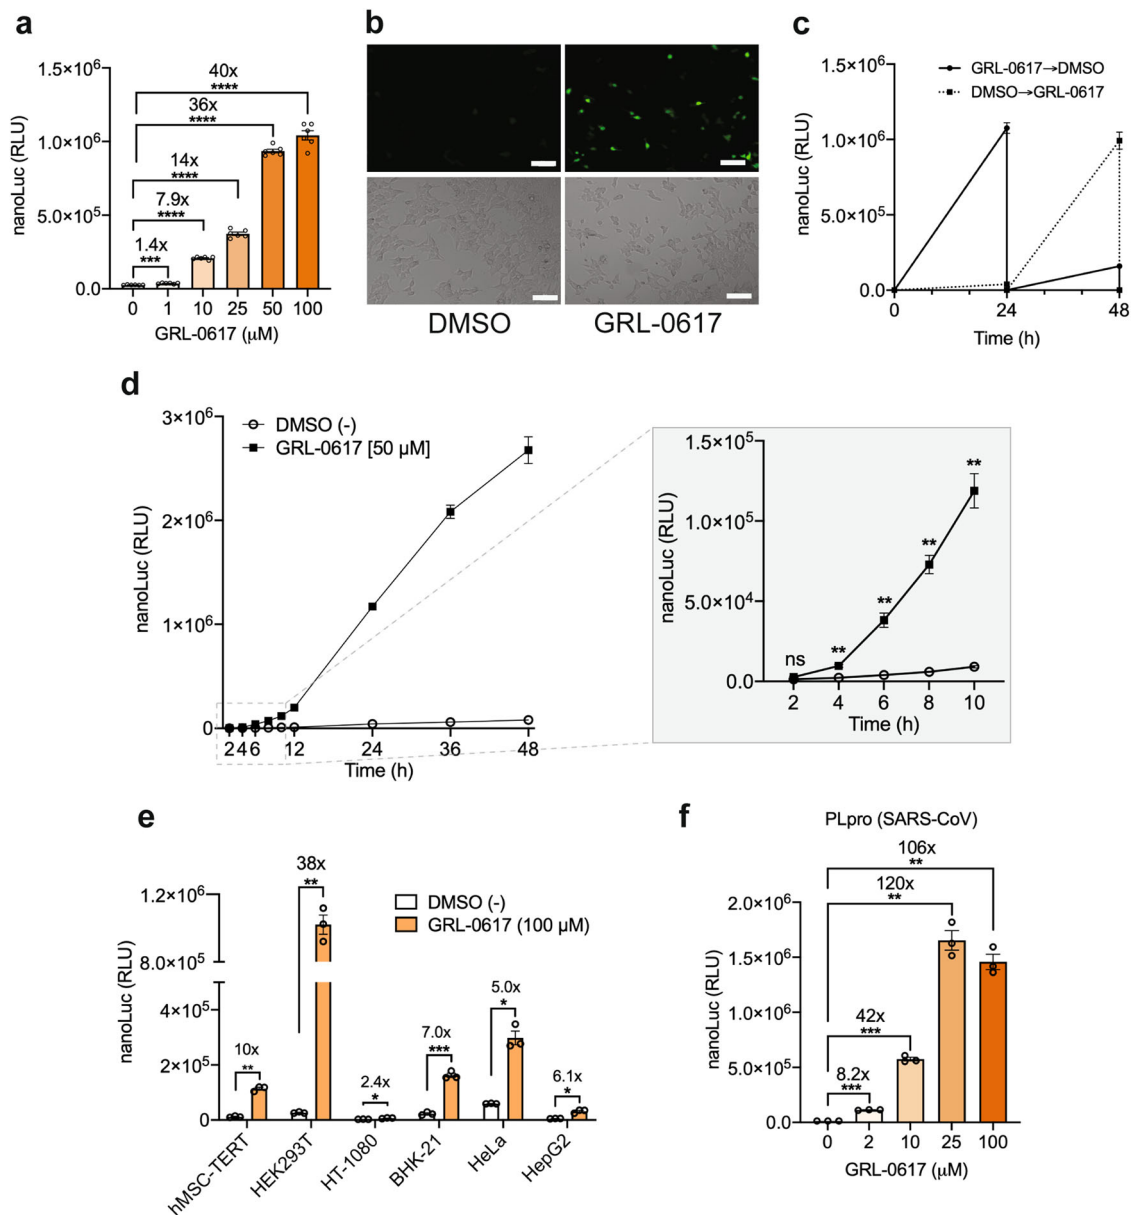 a
nanoLuc (RLU)
1.5×10⁶
1.0×10⁶
5.0×10⁵
0.0
40x
****
36x
****
14x
****
7.9x
****
1.4x
***
0 1 10 25 50 100
GRL-0617 (μM)
b
DMSO GRL-0617
c
nanoLuc (RLU)
1.5×10⁶
1.0×10⁶
5.0×10⁵
0.0
GRL-0617→DMSO
DMSO→GRL-0617
0 24 48
Time (h)
d
nanoLuc (RLU)
3×10⁶
2×10⁶
1×10⁶
0
DMSO (-)
GRL-0617 [50 μM]
2 4 6 12 24 36 48
Time (h)
nanoLuc (RLU)
1.5×10⁵
1.0×10⁵
5.0×10⁴
0.0
ns
**
**
**
**
2 4 6 8 10
Time (h)
e
nanoLuc (RLU)
1.2×10⁶
8.0×10⁵
4×10⁵
2×10⁵
0
DMSO (-)
GRL-0617 (100 μM)
10x
**
38x
**
2.4x
*
7.0x
***
5.0x
*
6.1x
*
hMSC-TERT
HEK293T
HT-1080
BHK-21
HeLa
HepG2
f
PLpro (SARS-CoV)
nanoLuc (RLU)
2.0×10⁶
1.5×10⁶
1.0×10⁶
5.0×10⁵
0.0
106x
**
120x
**
42x
***
8.2x
***
0 2 10 25 100
GRL-0617 (μM)